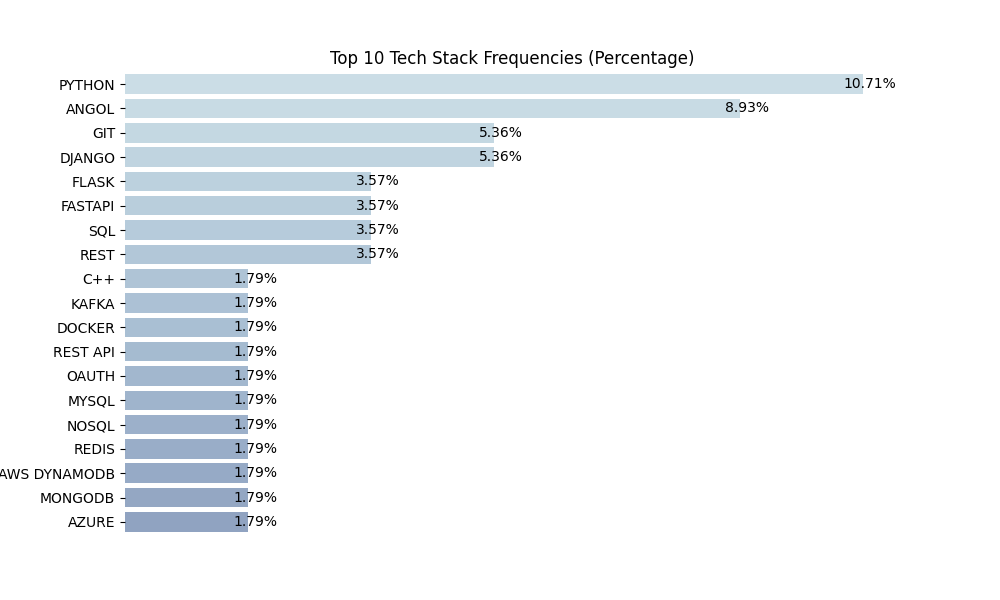 Top 10 Tech Stack Frequencies (Percentage)
PYTHON 10.71%
ANGOL 8.93%
GIT 5.36%
DJANGO 5.36%
FLASK 3.57%
FASTAPI 3.57%
SQL 3.57%
REST 3.57%
C++ 1.79%
KAFKA 1.79%
DOCKER 1.79%
REST API 1.79%
OAUTH 1.79%
MYSQL 1.79%
NOSQL 1.79%
REDIS 1.79%
AWS DYNAMODB 1.79%
MONGODB 1.79%
AZURE 1.79%